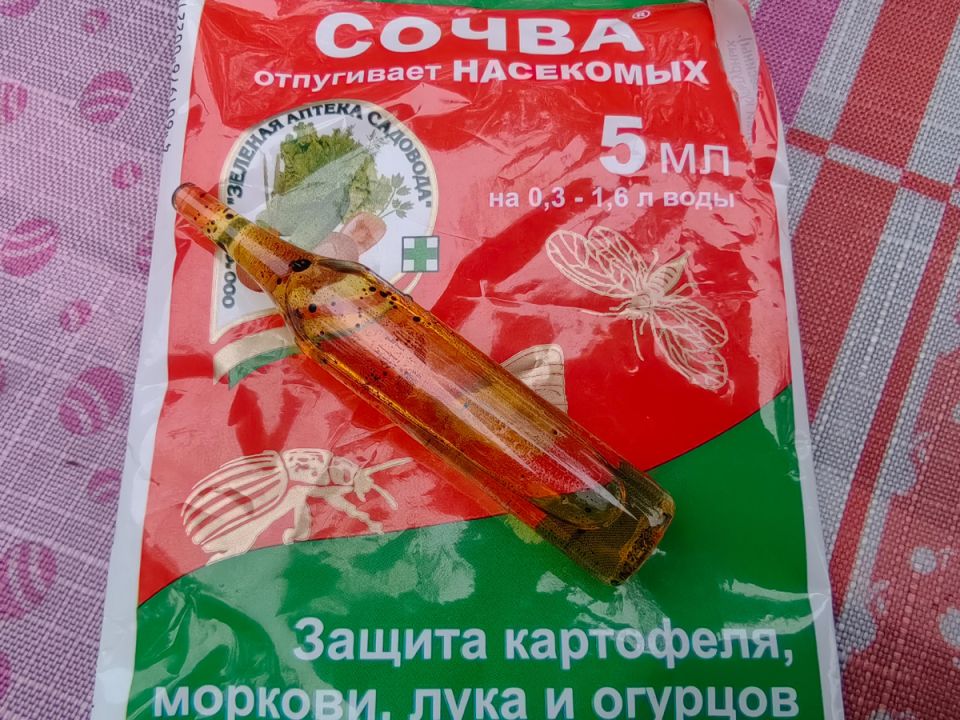 СОЧВА®
отпугивает НАСЕКОМЫХ
5 мл
на 0,3 - 1,6 л воды
ООО "ЗЕЛЕНАЯ АПТЕКА САДОВОДА"
Защита картофеля,
моркови, лука и огурцов